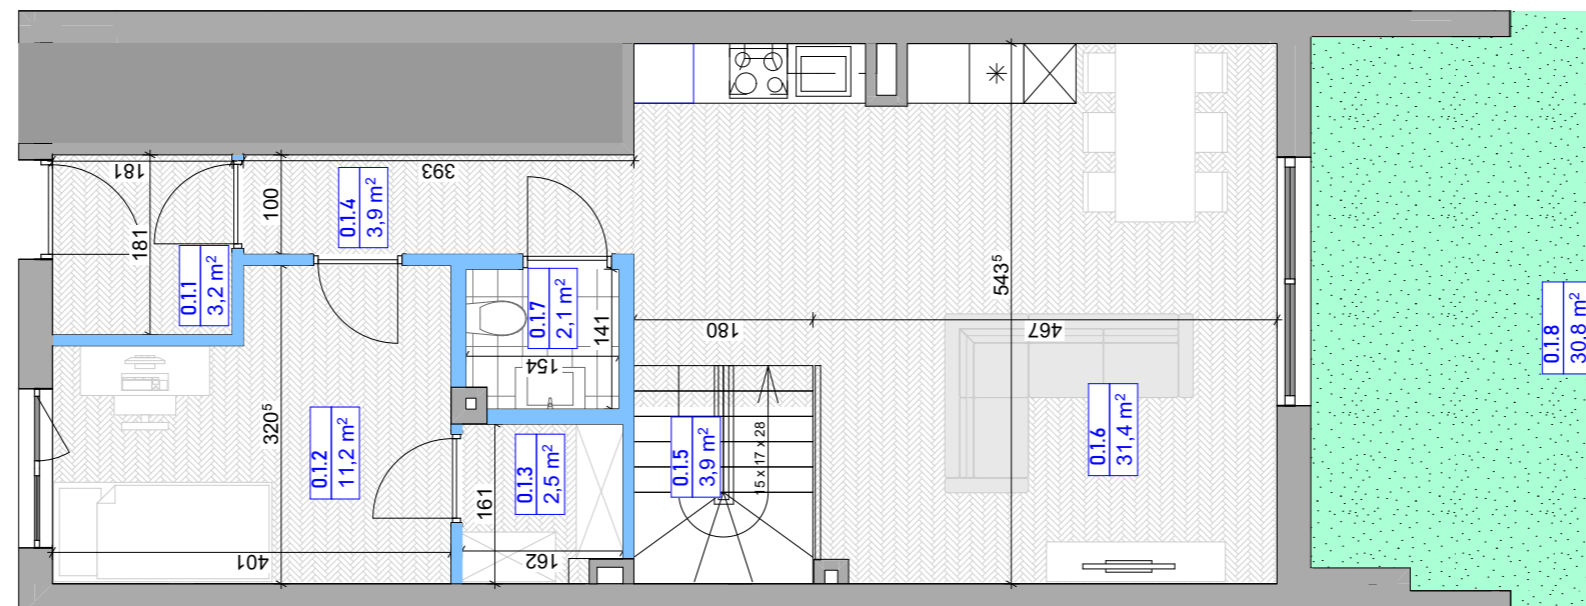 181
393
181
100
0.1.4
3,9 m²
0.1.1
3,2 m²
543⁵
0.1.7
2,1 m²
141
154
180
467
0.1.8
30,8 m²
320⁵
0.1.2
11,2 m²
0.1.3
2,5 m²
161
162
401
0.1.5
3,9 m²
15 x 17 x 28
0.1.6
31,4 m²